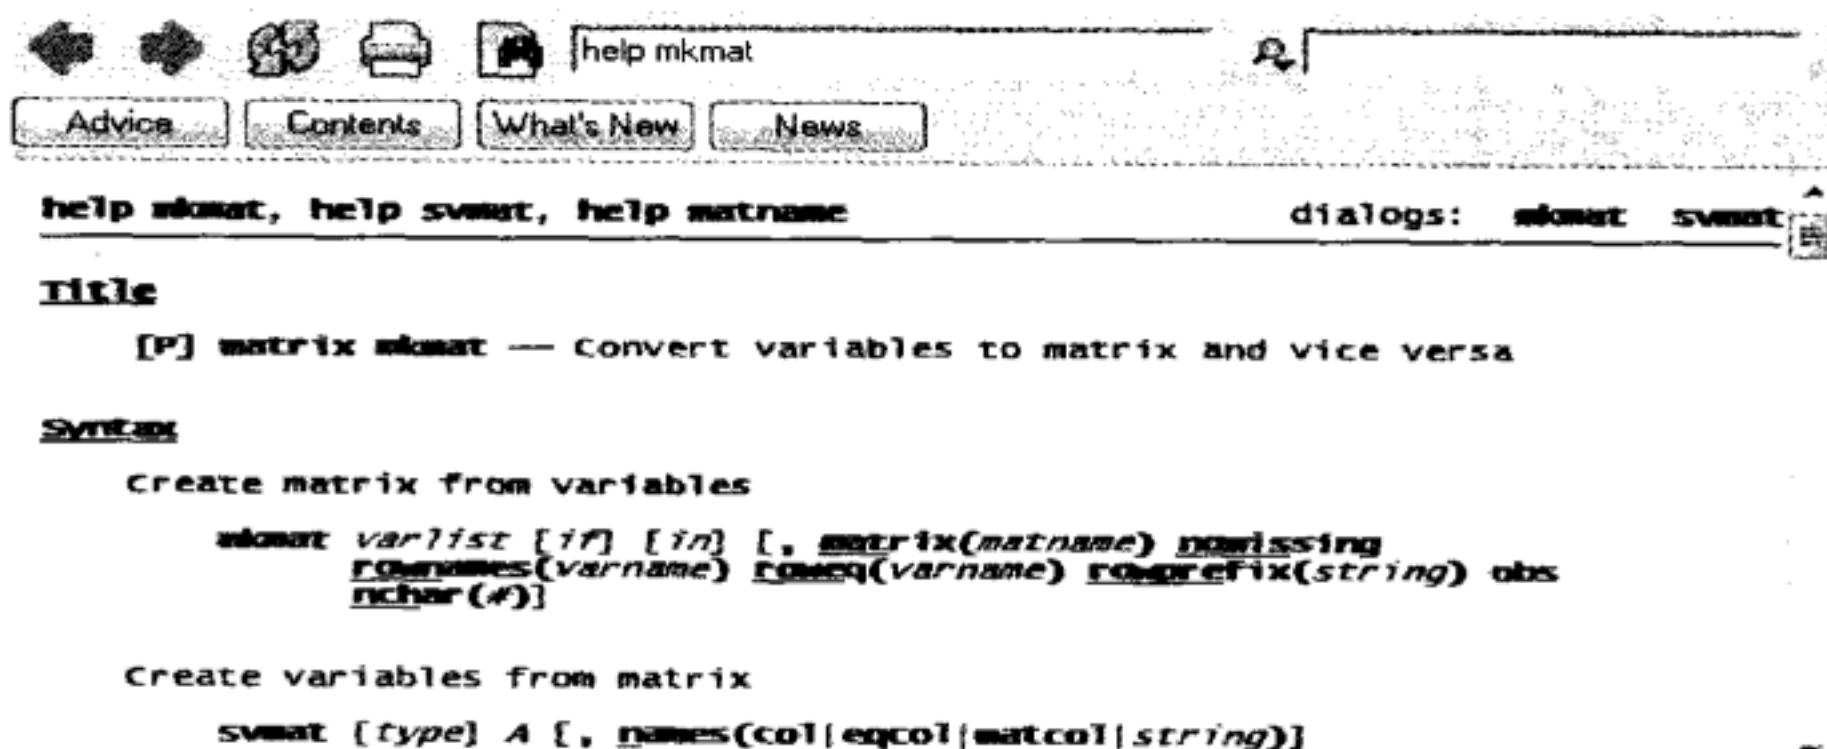 help mkmat
Advice Contents What's New News
help mkmat, help svmat, help matname dialogs: mkmat svmat
Title
[P] matrix mkmat — Convert variables to matrix and vice versa
Syntax
Create matrix from variables
mkmat varlist [if] [in] [, matrix(matname) nomissing
rownames(varname) roweq(varname) rowprefix(string) obs
nchar(#)]
Create variables from matrix
svmat [type] A [, names(col|eqcol|matcol|string)]